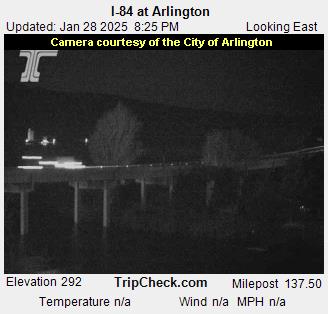 I-84 at Arlington
Updated: Jan 28 2025 8:25 PM Looking East
Camera courtesy of the City of Arlington
Elevation 292 TripCheck.com Milepost 137.50
Temperature n/a Wind n/a MPH n/a